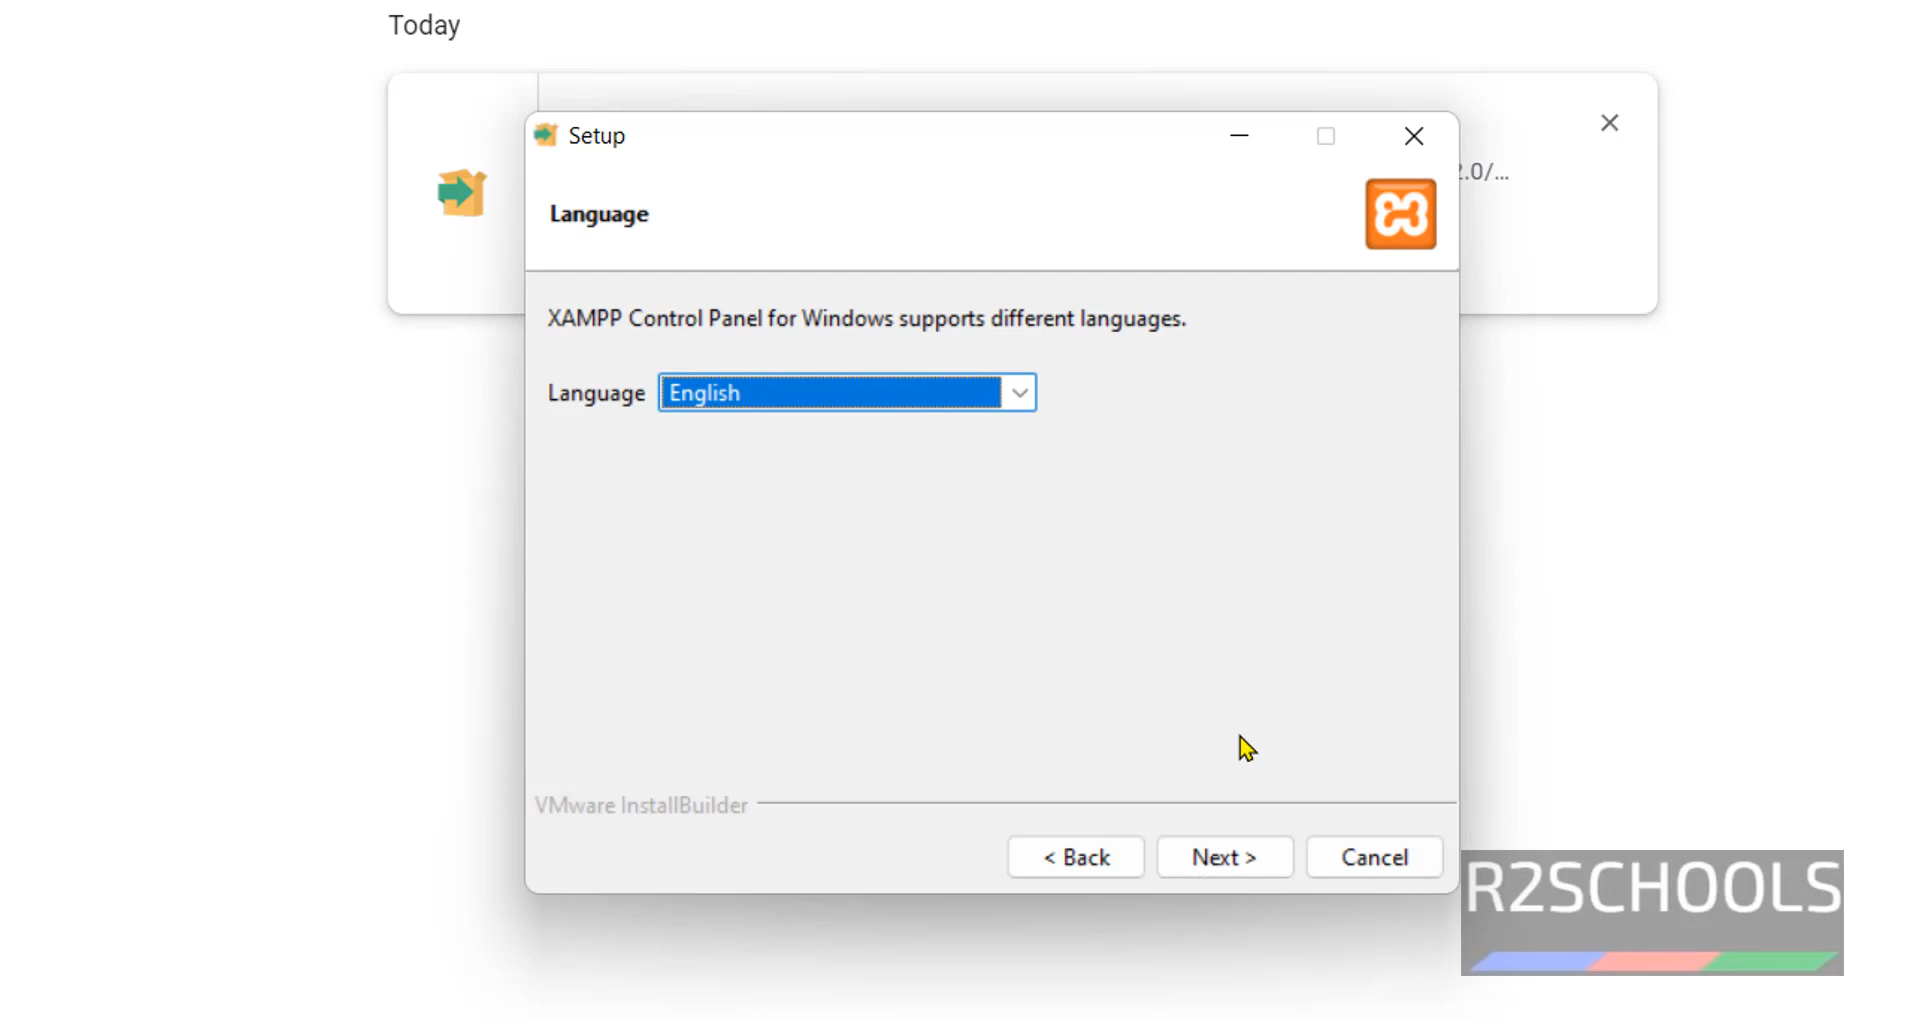 Today
Setup
2.0/...
Language
XAMPP Control Panel for Windows supports different languages.
Language English
VMware InstallBuilder
< Back Next > Cancel
R2SCHOOLS